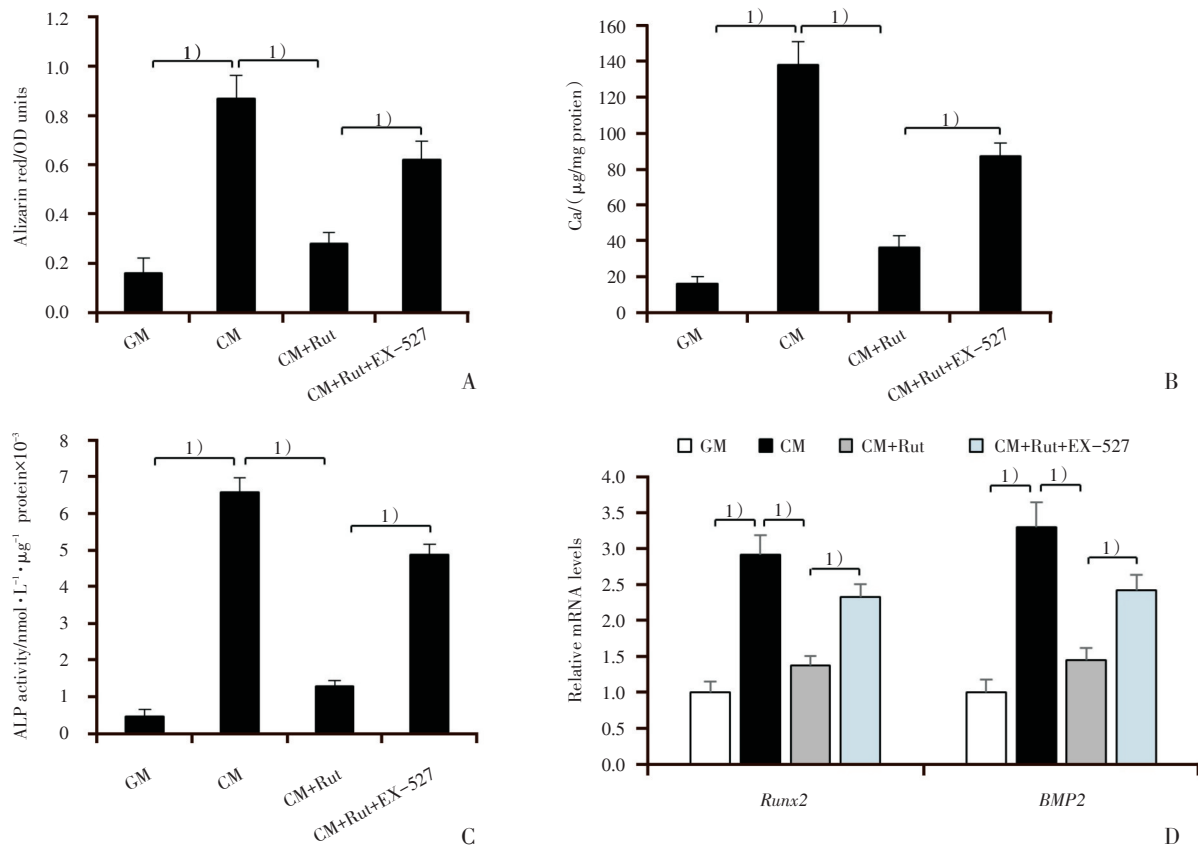 1.2
1.0
0.8
0.6
0.4
0.2
0.0
Alizarin red/OD units
1)
1)
1)
GM
CM
CM+Rut
CM+Rut+EX−527
A
160
140
120
100
80
60
40
20
0
Ca/(μg/mg protien)
1)
1)
1)
GM
CM
CM+Rut
CM+Rut+EX−527
B
8
7
6
5
4
3
2
1
0
ALP activity/nmol·L⁻¹·μg⁻¹ protein×10⁻³
1)
1)
1)
GM
CM
CM+Rut
CM+Rut+EX−527
C
GM CM CM+Rut CM+Rut+EX−527
4.0
3.5
3.0
2.5
2.0
1.5
1.0
0.5
0.0
Relative mRNA levels
1)
1)
1)
1)
1)
1)
Runx2 BMP2
D